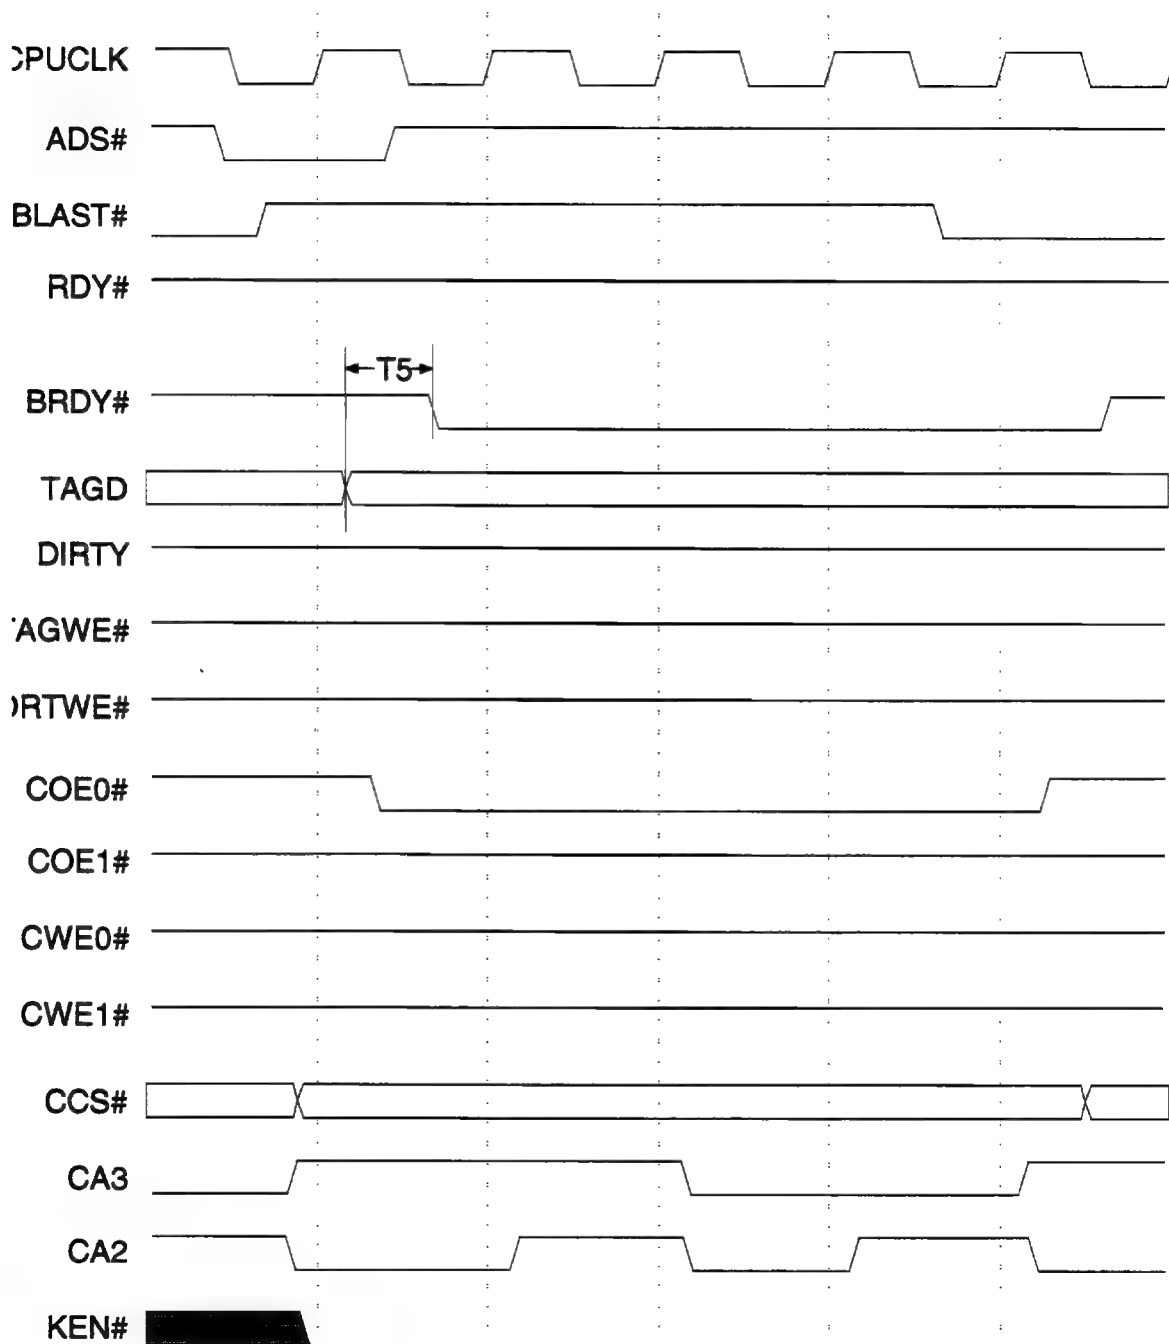 PUCLK
ADS#
BLAST#
RDY#
T5
BRDY#
TAGD
DIRTY
AGWE#
RTWE#
COE0#
COE1#
CWE0#
CWE1#
CCS#
CA3
CA2
KEN#